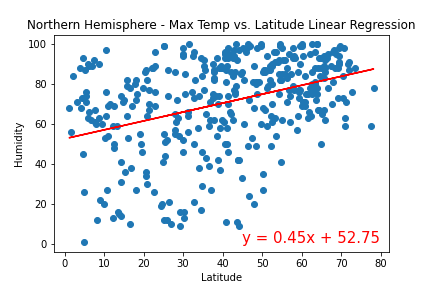 Northern Hemisphere - Max Temp vs. Latitude Linear Regression
100
80
60
40
20
0
Humidity
y = 0.45x + 52.75
0 10 20 30 40 50 60 70 80
Latitude